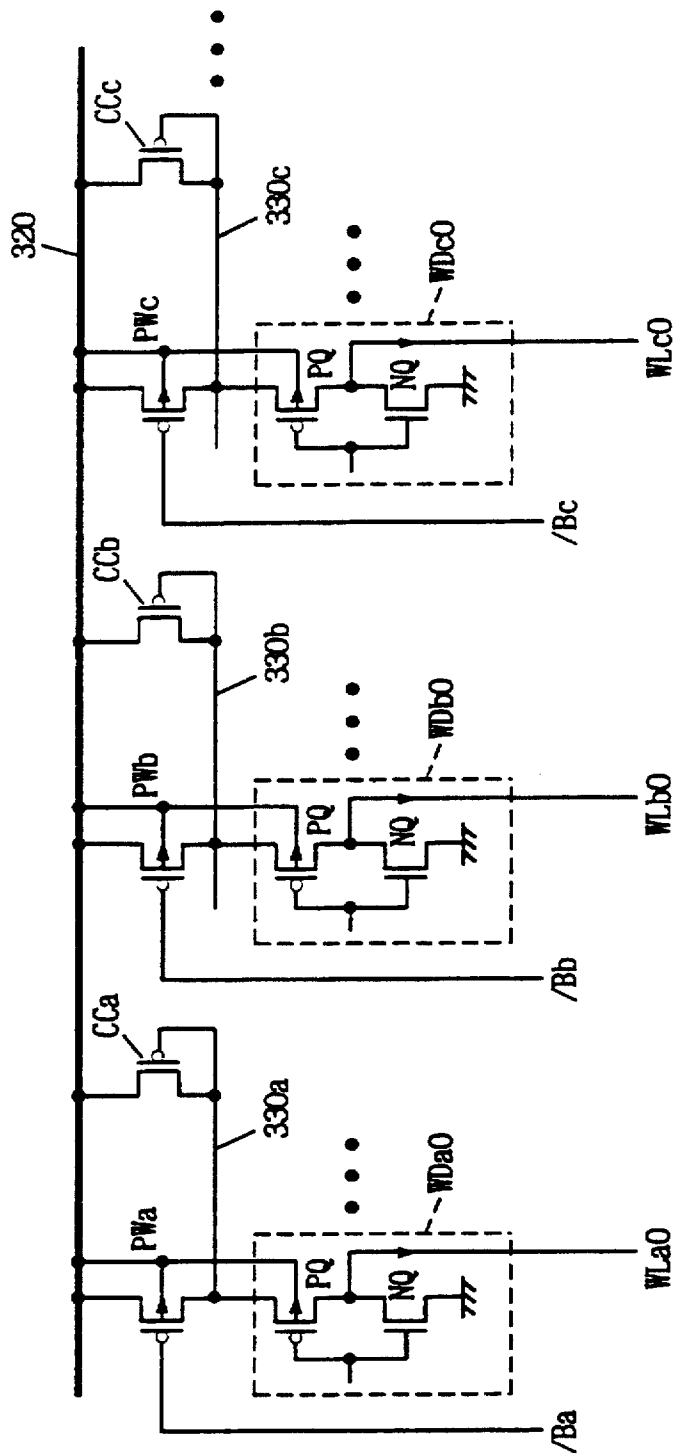 320
CCa
CCb
CCc
PWa
PWb
PWc
330a
330b
330c
PQ
PQ
PQ
NQ
NQ
NQ
WDa0
WDb0
WDc0
/Ba
/Bb
/Bc
WLa0
WLb0
WLc0